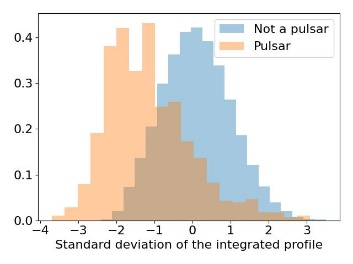 Not a pulsar
Pulsar
0.4
0.3
0.2
0.1
0.0
−4 −3 −2 −1 0 1 2 3
Standard deviation of the integrated profile